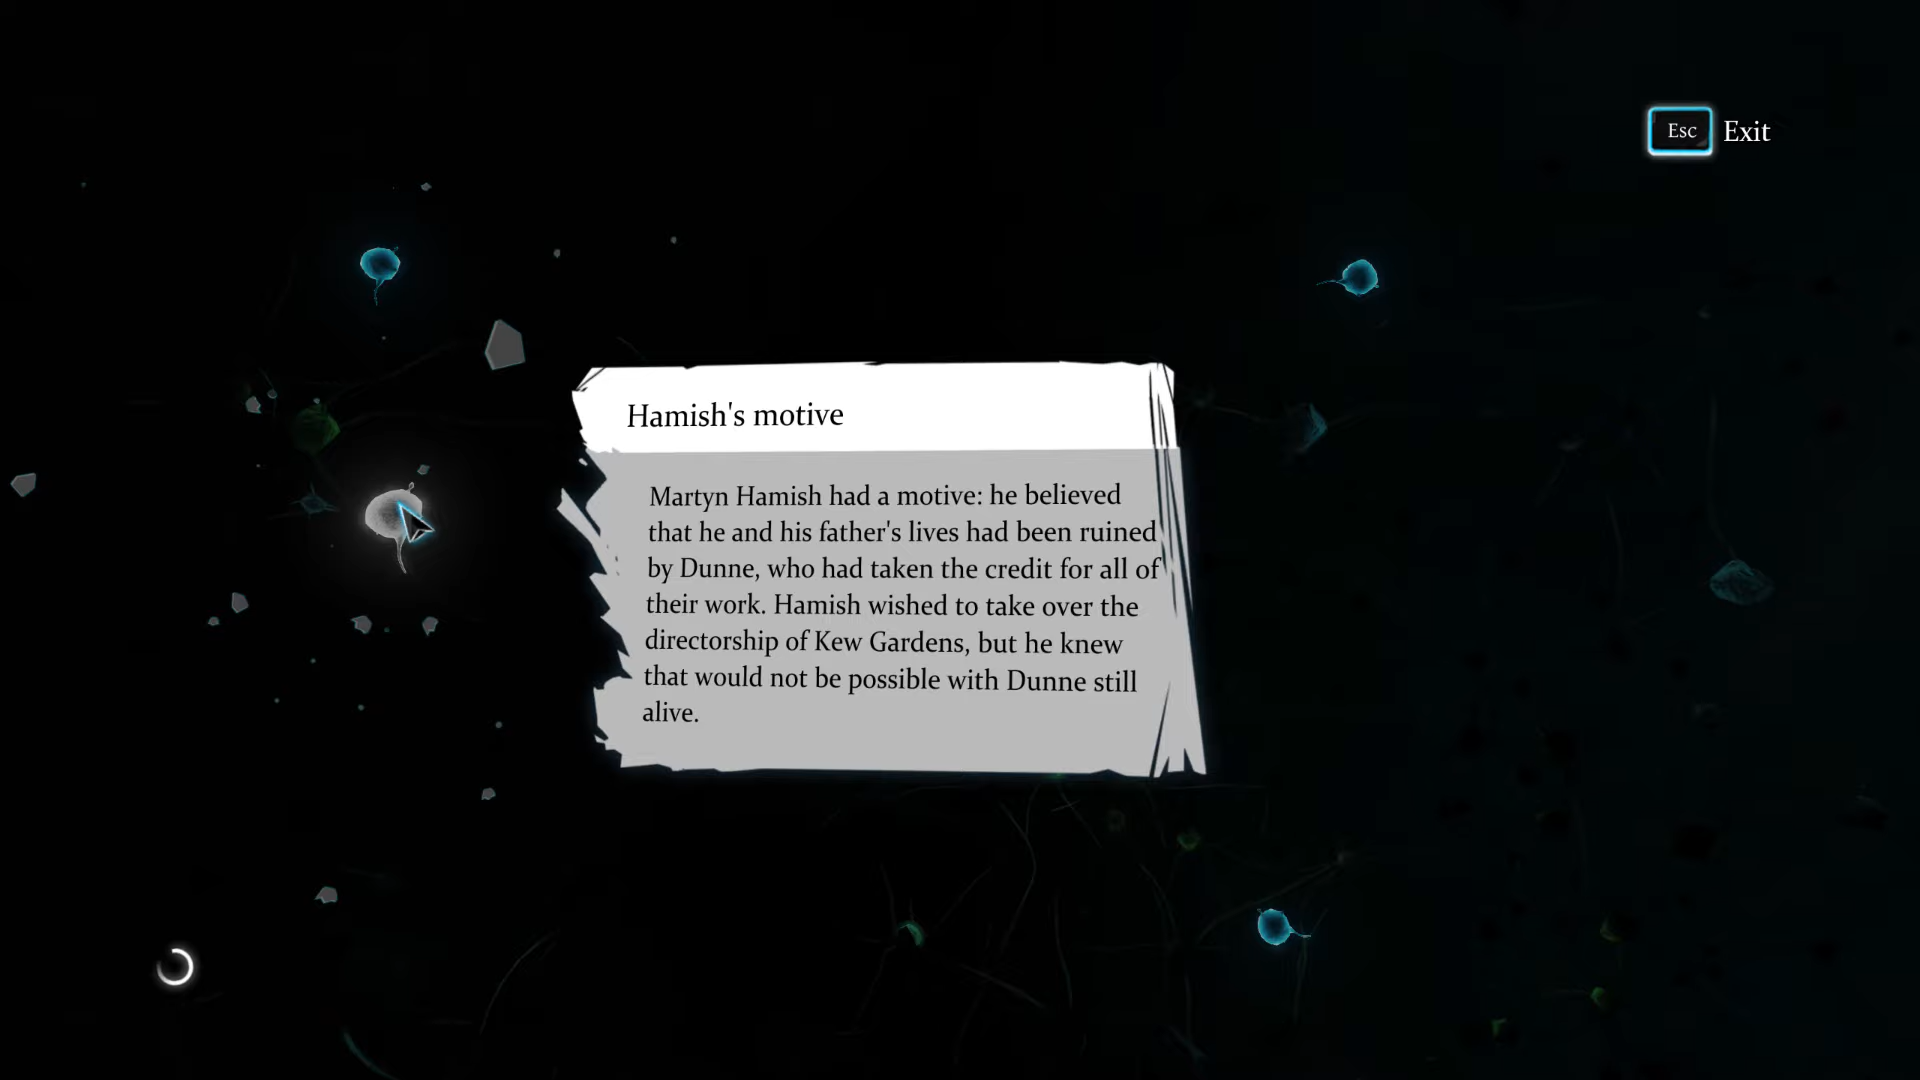 Esc Exit
Hamish's motive
Martyn Hamish had a motive: he believed
that he and his father's lives had been ruined
by Dunne, who had taken the credit for all of
their work. Hamish wished to take over the
directorship of Kew Gardens, but he knew
that would not be possible with Dunne still
alive.